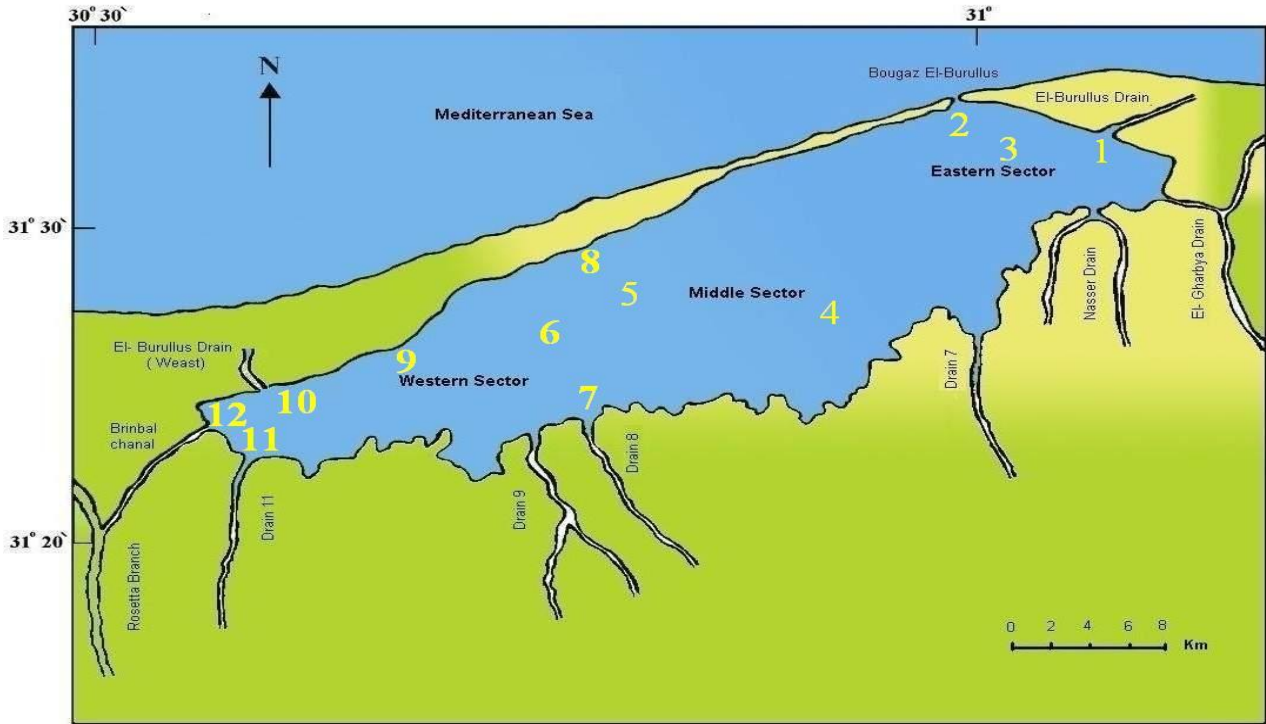 30° 30`
31°
N
Bougaz El-Burullus
El-Burullus Drain
Mediterranean Sea
2
3
1
Eastern Sector
31° 30`
8
5
Middle Sector
4
Nasser Drain
El- Gharbya Drain
6
El- Burullus Drain
( Weast)
9
Western Sector
Drain 7
10
7
12
11
Brinbal
chanal
Drain 8
Drain 9
Drain 11
31° 20`
Rosetta Branch
0 2 4 6 8
Km